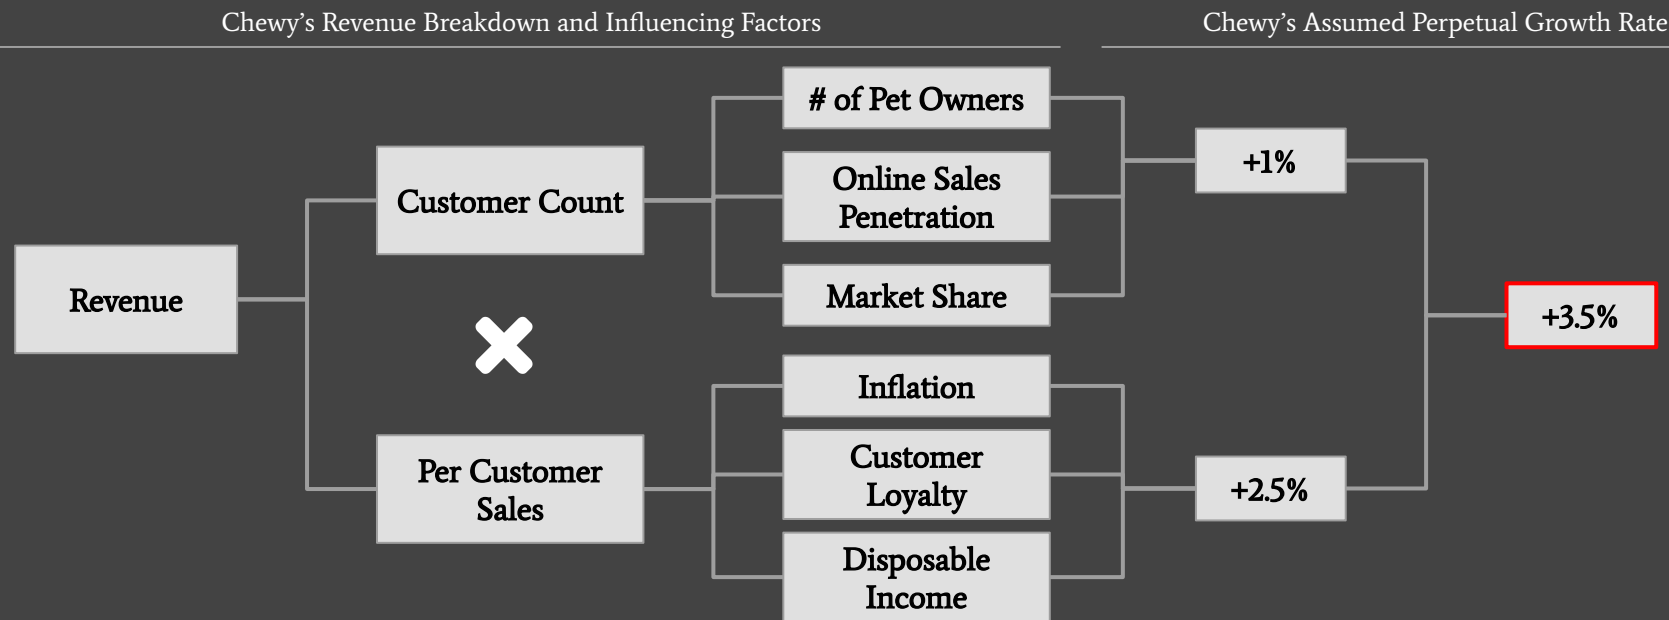 Chewy’s Revenue Breakdown and Influencing Factors
Chewy’s Assumed Perpetual Growth Rate
Revenue
Customer Count
Per Customer
Sales
# of Pet Owners
Online Sales
Penetration
Market Share
Inflation
Customer
Loyalty
Disposable
Income
+1%
+2.5%
+3.5%